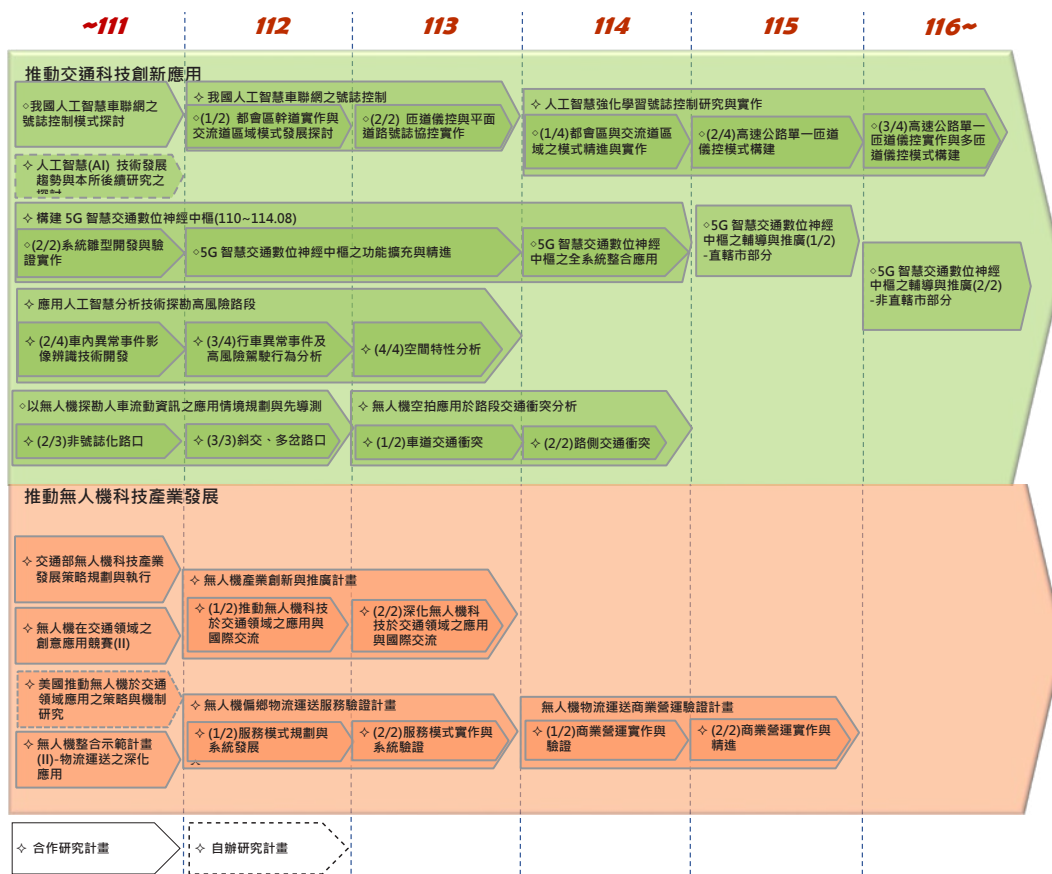 ~111
112
113
114
115
116~
推動交通科技創新應用
◇我國人工智慧車聯網之
號誌控制模式探討
✧ 我國人工智慧車聯網之號誌控制
◇(1/2) 都會區幹道實作與
交流道區域模式發展探討
◇(2/2) 匝道儀控與平面
道路號誌協控實作
✧ 人工智慧強化學習號誌控制研究與實作
◇(1/4)都會區與交流道區
域之模式精進與實作
◇(2/4)高速公路單一匝道
儀控模式構建
◇(3/4)高速公路單一
匝道儀控實作與多匝
道儀控模式構建
✧ 人工智慧(AI) 技術發展
趨勢與本所後續研究之
探討
✧ 構建 5G 智慧交通數位神經中樞(110~114.08)
◇(2/2)系統雛型開發與驗
證實作
◇5G 智慧交通數位神經中樞之功能擴充與精進
◇5G 智慧交通數位神經
中樞之全系統整合應用
◇5G 智慧交通數位神經
中樞之輔導與推廣(1/2)
-直轄市部分
◇5G 智慧交通數位神經
中樞之輔導與推廣(2/2)
-非直轄市部分
✧ 應用人工智慧分析技術探勘高風險路段
✧ (2/4)車內異常事件影
像辨識技術開發
✧ (3/4)行車異常事件及
高風險駕駛行為分析
✧ (4/4)空間特性分析
◇以無人機探勘人車流動資訊之應用情境規劃與先導測
✧ (2/3)非號誌化路口
✧ (3/3)斜交、多岔路口
✧ 無人機空拍應用於路段交通衝突分析
✧ (1/2)車道交通衝突
✧ (2/2)路側交通衝突
推動無人機科技產業發展
✧ 交通部無人機科技產業
發展策略規劃與執行
✧ 無人機產業創新與推廣計畫
✧ (1/2)推動無人機科技
於交通領域之應用與
國際交流
✧ (2/2)深化無人機科
技於交通領域之應用
與國際交流
✧ 無人機在交通領域之
創意應用競賽(II)
✧ 美國推動無人機於交通
領域應用之策略與機制
研究
✧ 無人機偏鄉物流運送服務驗證計畫
✧ (1/2)服務模式規劃與
系統發展
✧ (2/2)服務模式實作與
系統驗證
無人機物流運送商業營運驗證計畫
✧ (1/2)商業營運實作與
驗證
✧ (2/2)商業營運實作與
精進
✧ 無人機整合示範計畫
(II)-物流運送之深化
應用
✧ 合作研究計畫
✧ 自辦研究計畫